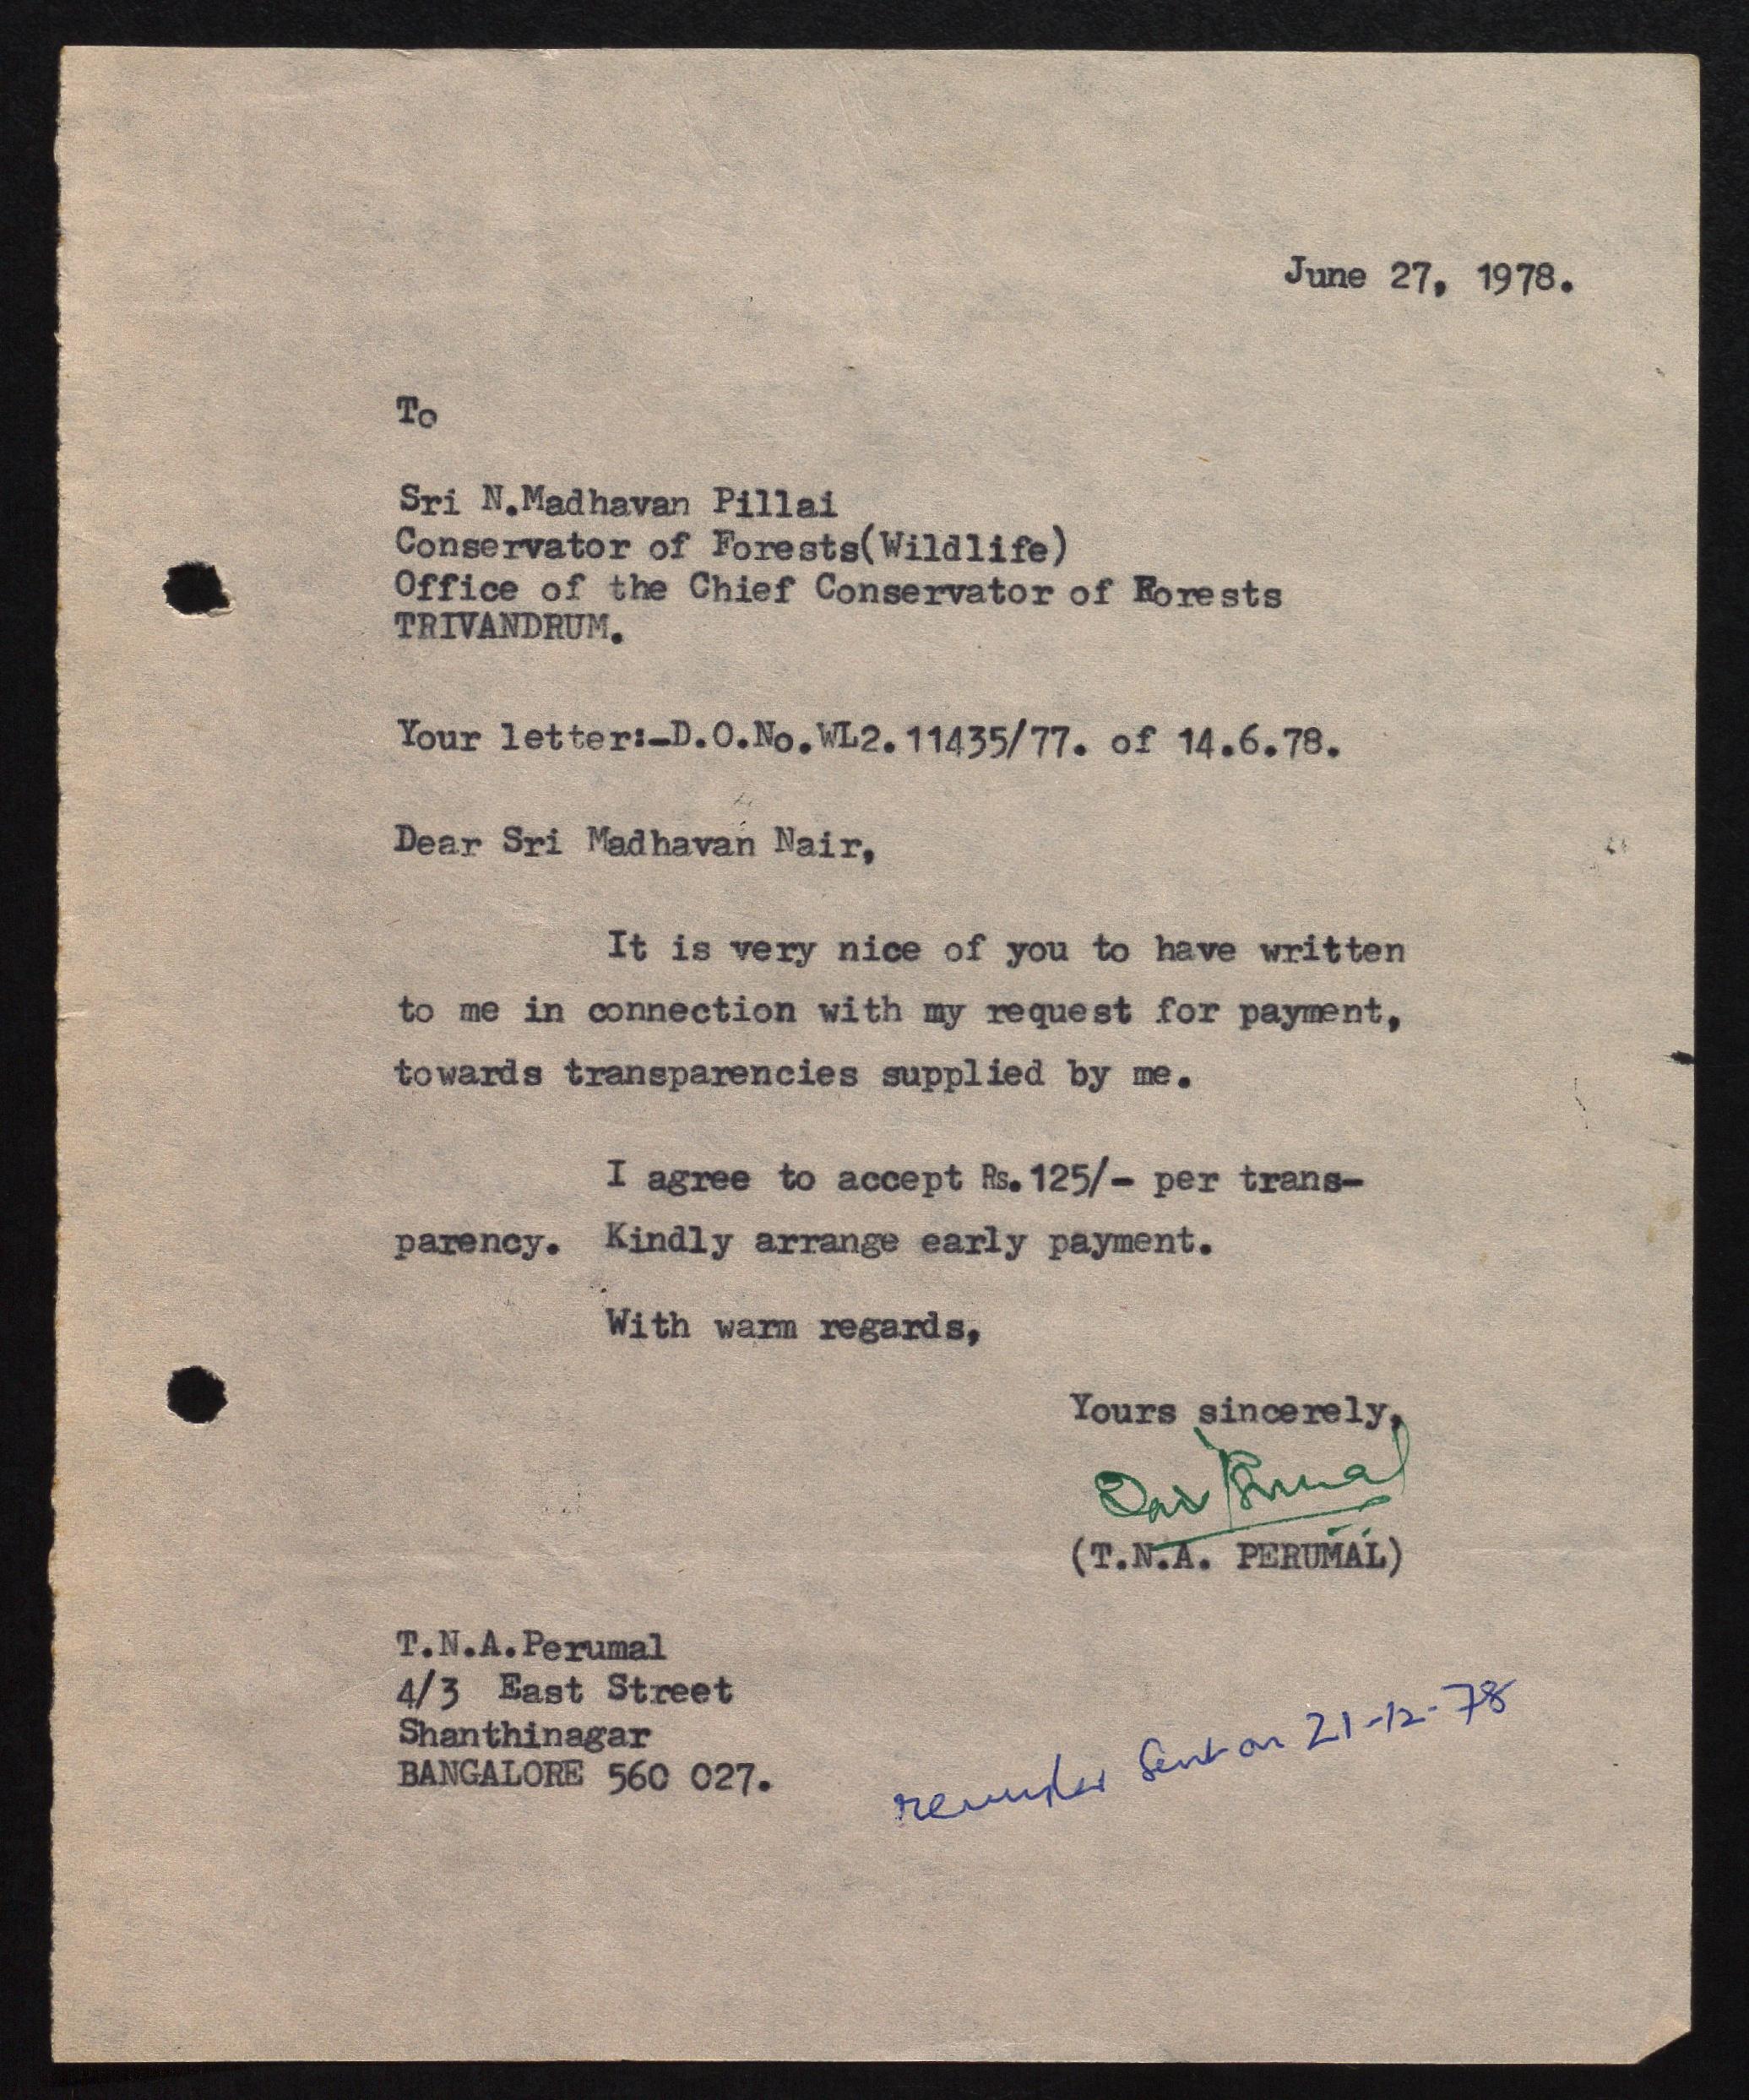 June 27, 1978.
To
Sri N.Madhavan Pillai
Conservator of Forests(Wildlife)
Office of the Chief Conservator of Forests
TRIVANDRUM.
Your letter:-D.O.No.WL2.11435/77. of 14.6.78.
Dear Sri Madhavan Nair,
It is very nice of you to have written
to me in connection with my request for payment,
towards transparencies supplied by me.
I agree to accept Rs.125/- per trans-
parency. Kindly arrange early payment.
With warm regards,
Yours sincerely,
(T.N.A. PERUMAL)
T.N.A.Perumal
4/3 East Street
Shanthinagar
BANGALORE 560 027.
reminder sent on 21-12-78